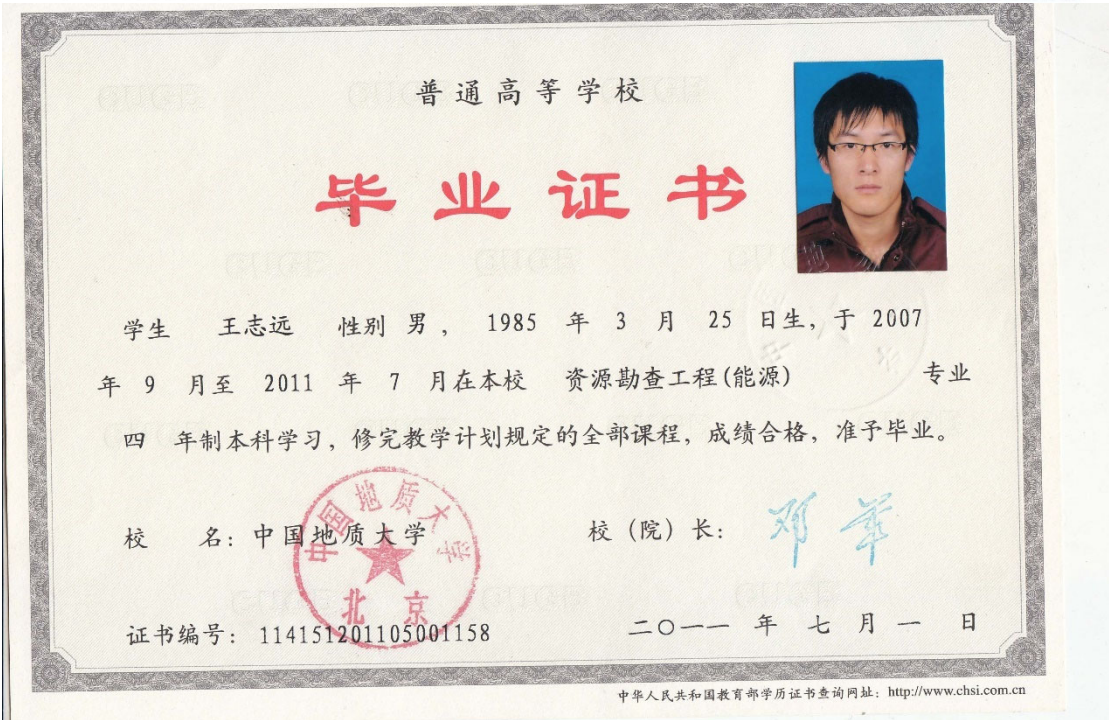 普通高等学校
毕业证书
学生 王志远 性别 男, 1985 年 3 月 25 日生, 于 2007
年 9 月至 2011 年 7 月在本校 资源勘查工程(能源) 专业
四 年制本科学习, 修完教学计划规定的全部课程, 成绩合格, 准予毕业。
校 名: 中国地质大学
中国地质大学
北京
校 (院) 长: 邓军
证书编号: 114151201105001158
二〇一一 年 七 月 一 日
中华人民共和国教育部学历证书查询网址: http://www.chsi.com.cn